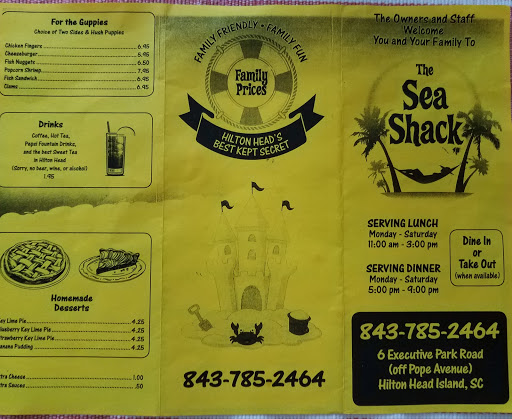 For the Guppies
Choice of Two Sides & Hush Puppies
Chicken Fingers 6.95
Cheeseburger 5.95
Fish Nuggets 6.50
Popcorn Shrimp 7.95
Fish Sandwich 6.95
Clams 6.95
Drinks
Coffee, Hot Tea,
Pepsi Fountain Drinks,
and the best Sweet Tea
in Hilton Head
(Sorry, no beer, wine, or alcohol)
1.95
Homemade
Desserts
Key Lime Pie 4.25
Key Lime Pie 4.25
Key Lime Pie 4.25
Pudding 4.25
Cheese 1.00
Sauces .50
FAMILY FRIENDLY • FAMILY FUN
Family
Prices
HILTON HEAD'S
BEST KEPT SECRET
843-785-2464
The Owners and Staff
Welcome
You and Your Family To
The
Sea
Shack
SERVING LUNCH
Monday - Saturday
11:00 am - 3:00 pm
SERVING DINNER
Monday - Saturday
5:00 pm - 9:00 pm
Dine In
or
Take Out
(when available)
843-785-2464
6 Executive Park Road
(off Pope Avenue)
Hilton Head Island, SC